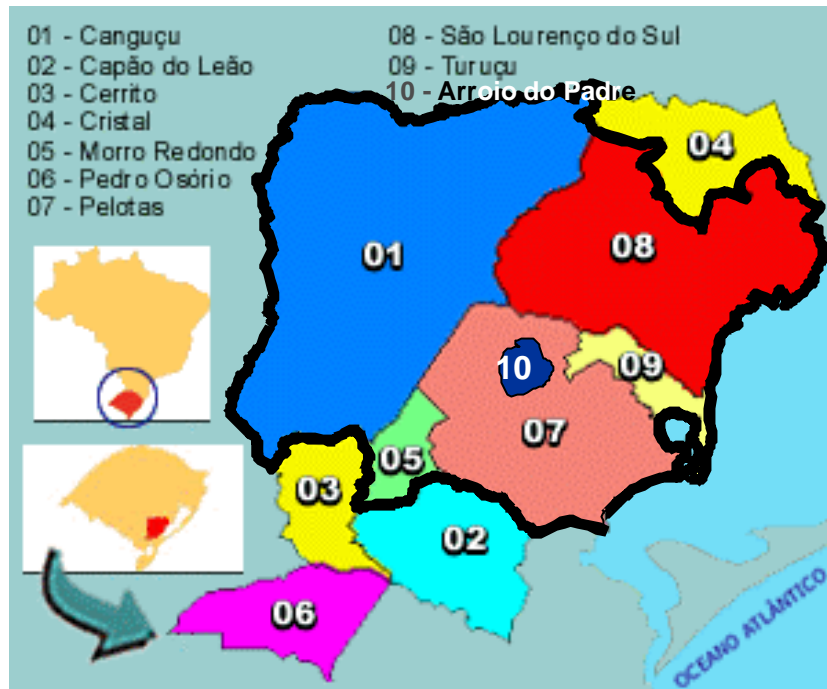 01 - Canguçu
02 - Capão do Leão
03 - Cerrito
04 - Cristal
05 - Morro Redondo
06 - Pedro Osório
07 - Pelotas
08 - São Lourenço do Sul
09 - Turuçu
10 - Arroio do Padre
04
01
08
10
09
07
05
03
02
06
OCEANO ATLÂNTICO